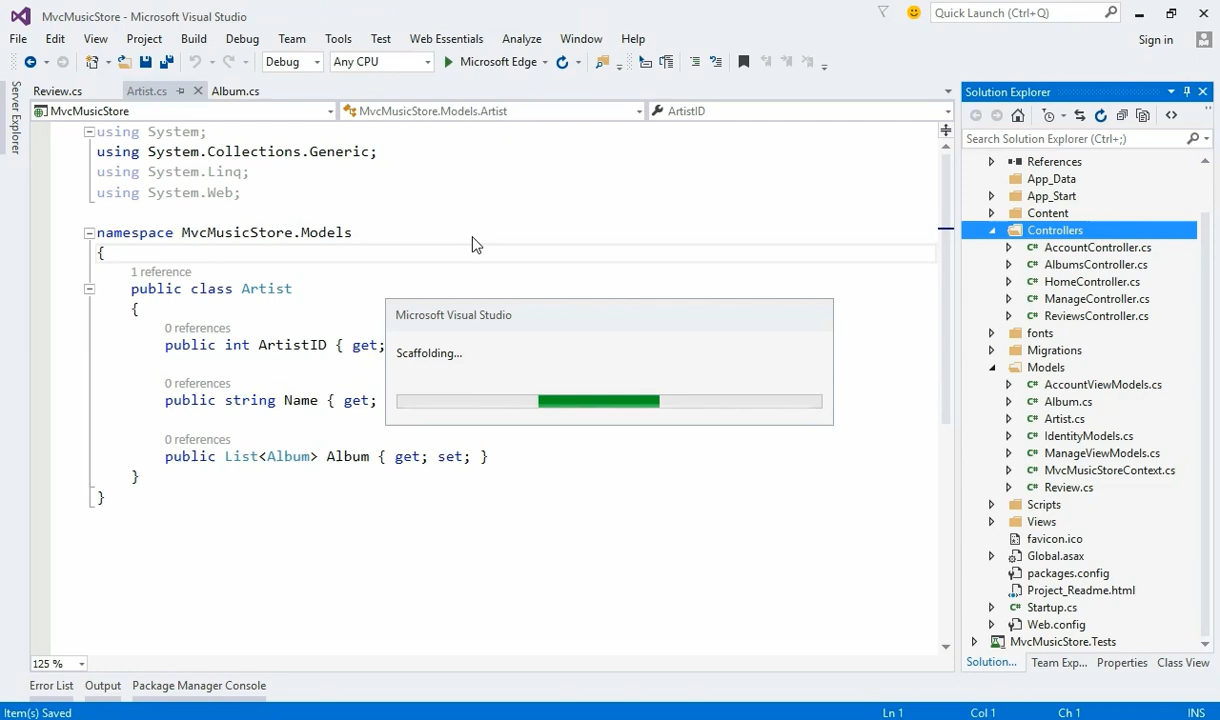 MvcMusicStore - Microsoft Visual Studio
Quick Launch (Ctrl+Q)
File Edit View Project Build Debug Team Tools Test Web Essentials Analyze Window Help
Sign in
Debug Any CPU Microsoft Edge
Server Explorer
Review.cs Artist.cs Album.cs
MvcMusicStore MvcMusicStore.Models.Artist ArtistID
using System;
using System.Collections.Generic;
using System.Linq;
using System.Web;
namespace MvcMusicStore.Models
{
1 reference
public class Artist
{
0 references
public int ArtistID { get;
0 references
public string Name { get;
0 references
public List<Album> Album { get; set; }
}
}
Microsoft Visual Studio
Scaffolding...
125 %
Error List Output Package Manager Console
Solution Explorer
Search Solution Explorer (Ctrl+;)
References
App_Data
App_Start
Content
Controllers
C# AccountController.cs
C# AlbumsController.cs
C# HomeController.cs
C# ManageController.cs
C# ReviewsController.cs
fonts
Migrations
Models
C# AccountViewModels.cs
C# Album.cs
C# Artist.cs
C# IdentityModels.cs
C# ManageViewModels.cs
C# MvcMusicStoreContext.cs
C# Review.cs
Scripts
Views
favicon.ico
Global.asax
packages.config
Project_Readme.html
C# Startup.cs
Web.config
MvcMusicStore.Tests
Solution... Team Exp... Properties Class View
Item(s) Saved Ln 1 Col 1 Ch 1 INS